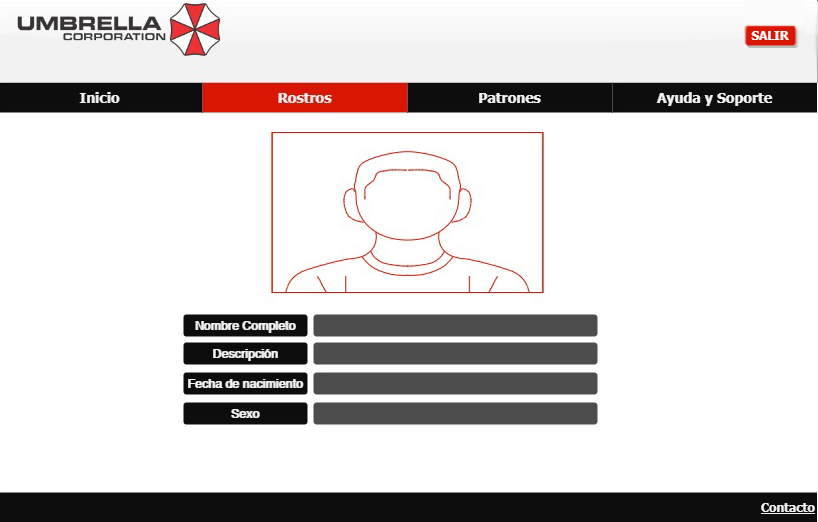 UMBRELLA
CORPORATION
SALIR
Inicio
Rostros
Patrones
Ayuda y Soporte
Nombre Completo
Descripción
Fecha de nacimiento
Sexo
Contacto